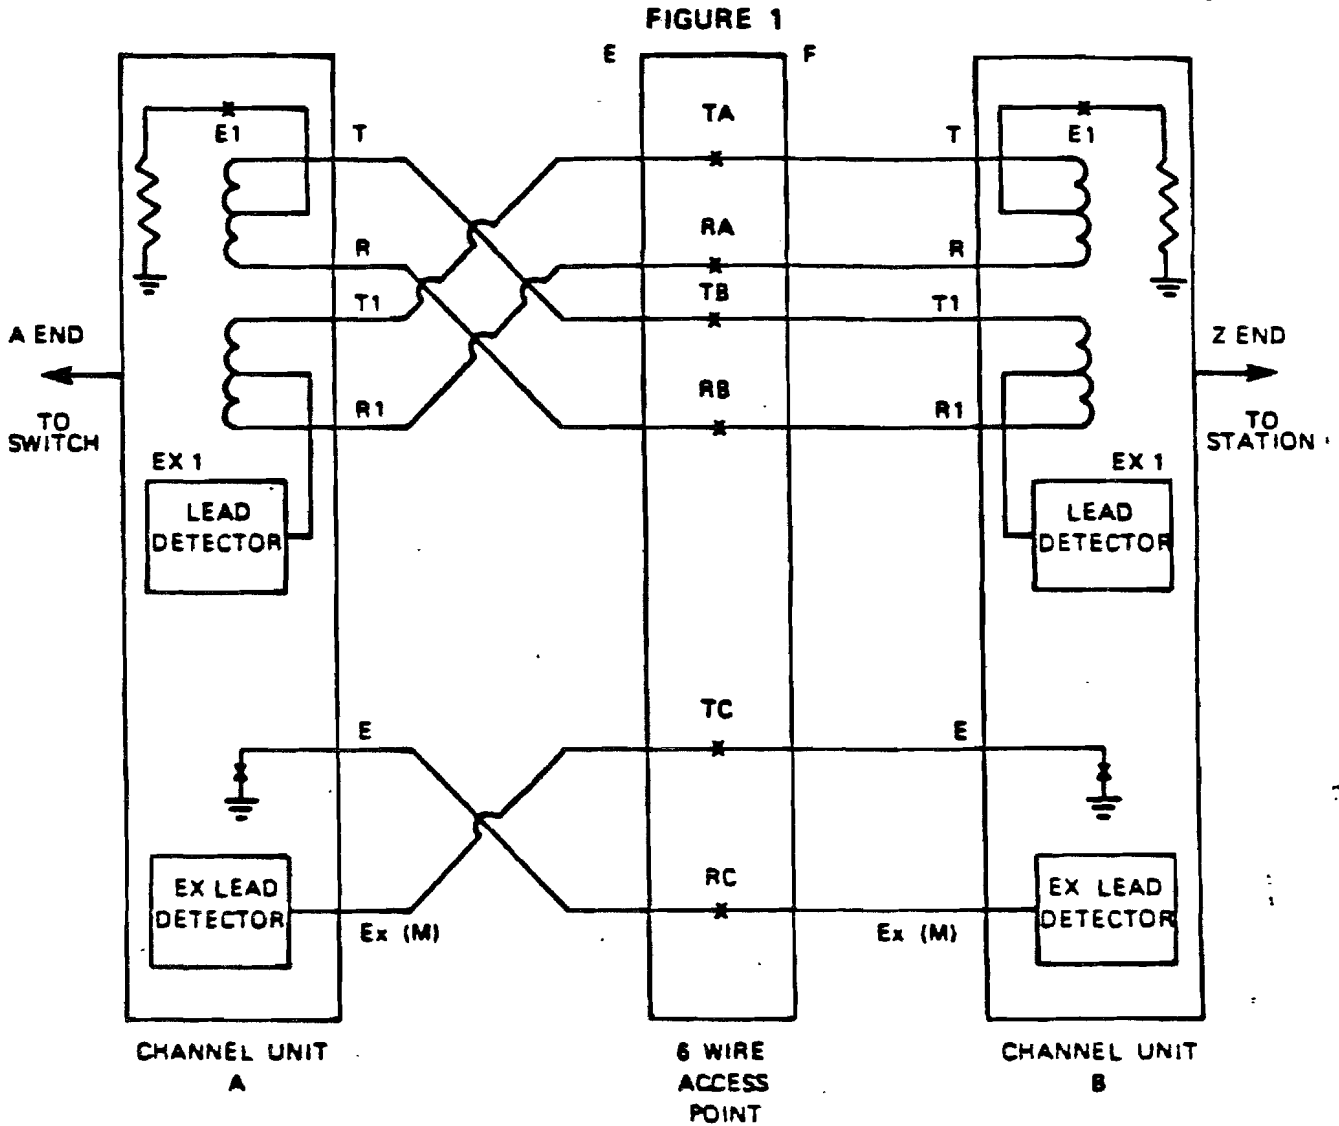 FIGURE 1
E F
TA
E1 T T E1
RA
R R
TB
T1 T1
A END Z END
RB
R1 R1
TO
SWITCH
TO
STATION
EX 1 EX 1
LEAD
DETECTOR
LEAD
DETECTOR
TC
E E
RC
EX LEAD
DETECTOR
EX LEAD
DETECTOR
Ex (M) Ex (M)
CHANNEL UNIT
A
6 WIRE
ACCESS
POINT
CHANNEL UNIT
B